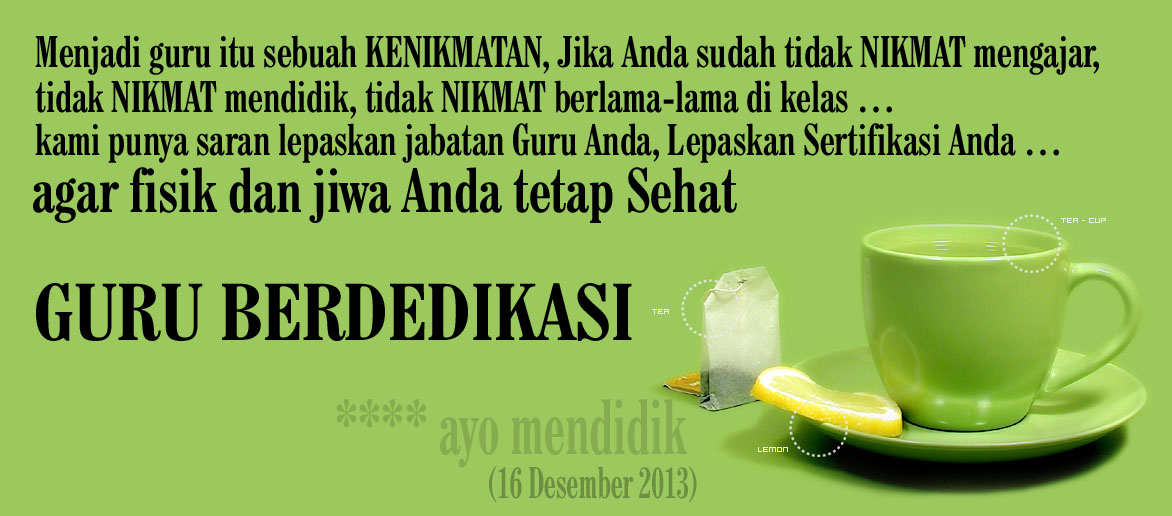 Menjadi guru itu sebuah KENIKMATAN, Jika Anda sudah tidak NIKMAT mengajar,
tidak NIKMAT mendidik, tidak NIKMAT berlama-lama di kelas ...
kami punya saran lepaskan jabatan Guru Anda, Lepaskan Sertifikasi Anda ...
agar fisik dan jiwa Anda tetap Sehat
TEA - CUP
GURU BERDEDIKASI
TEA
**** ayo mendidik
LEMON
(16 Desember 2013)